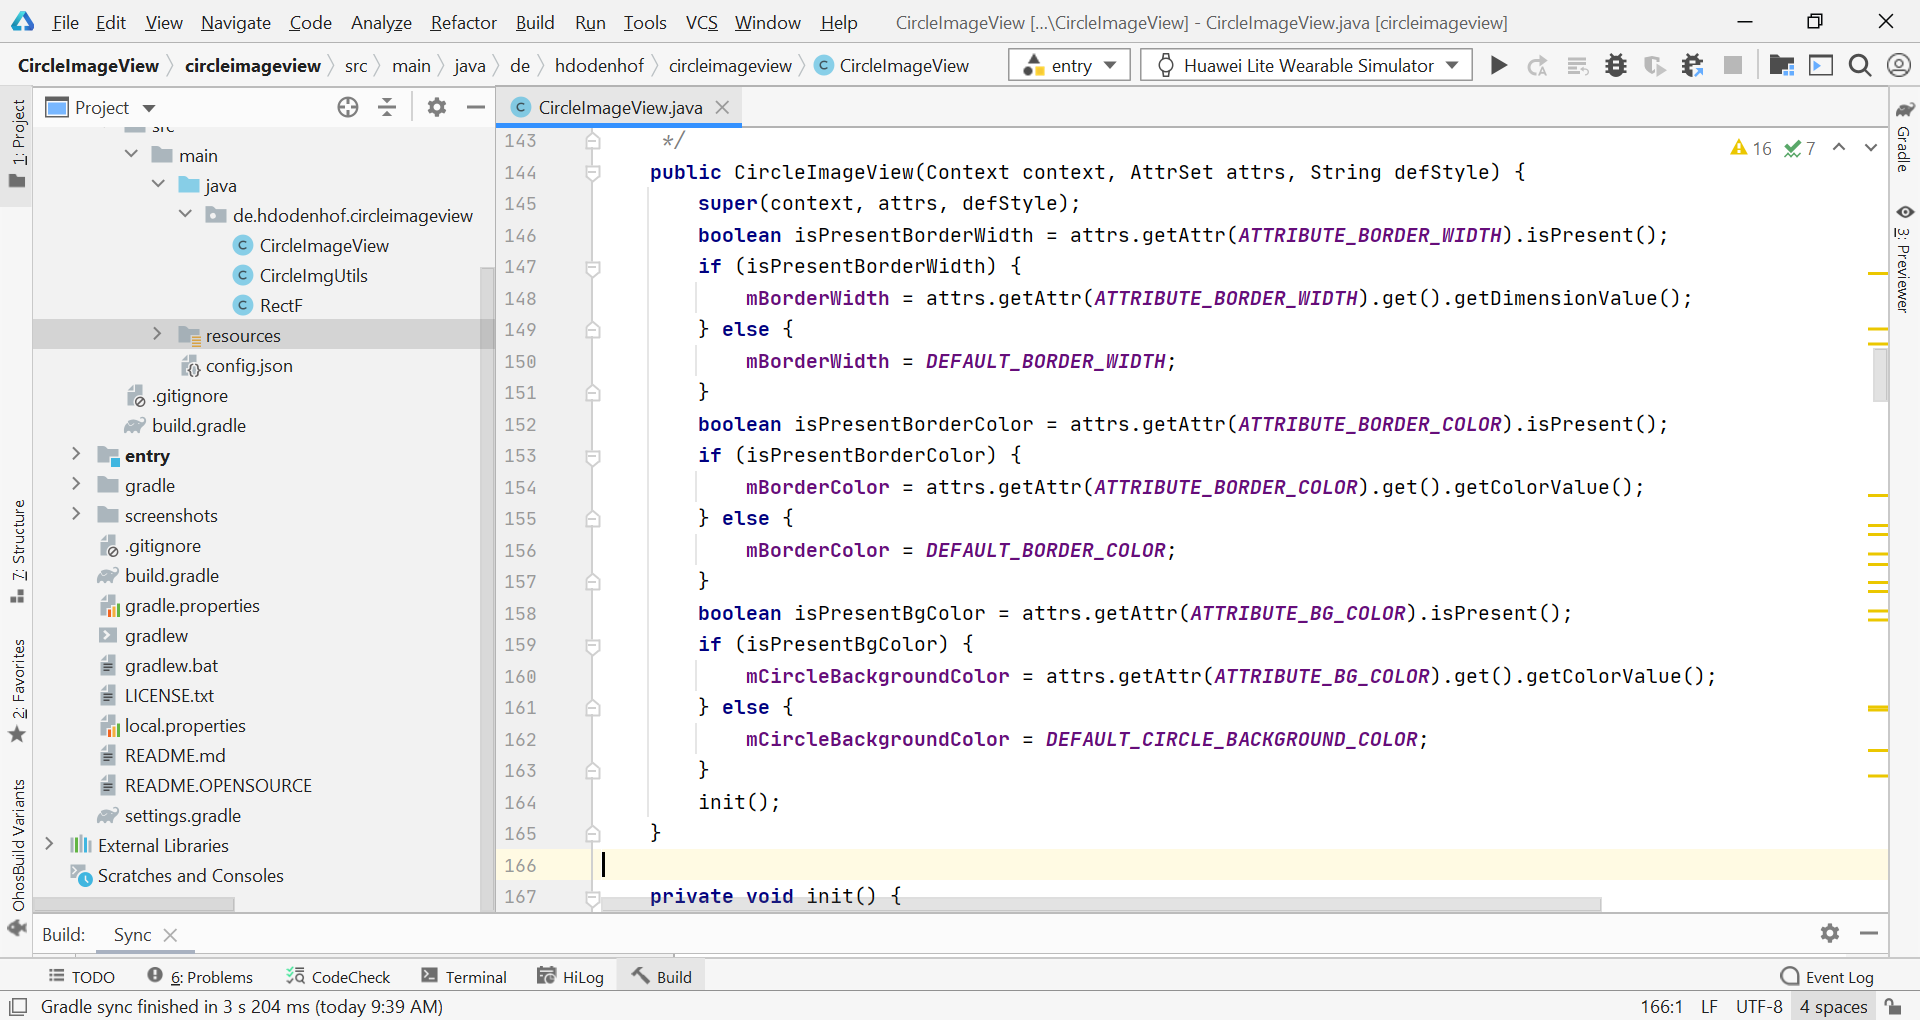 File Edit View Navigate Code Analyze Refactor Build Run Tools VCS Window Help CircleImageView [...\CircleImageView] - CircleImageView.java [circleimageview]
CircleImageView circleimageview src main java de hdodenhof circleimageview CircleImageView entry Huawei Lite Wearable Simulator
1: Project
7: Structure
2: Favorites
OhosBuild Variants
Project
src
main
java
de.hdodenhof.circleimageview
CircleImageView
CircleImgUtils
RectF
resources
config.json
.gitignore
build.gradle
entry
gradle
screenshots
.gitignore
build.gradle
gradle.properties
gradlew
gradlew.bat
LICENSE.txt
local.properties
README.md
README.OPENSOURCE
settings.gradle
External Libraries
Scratches and Consoles
CircleImageView.java
16 7
143 */
144 public CircleImageView(Context context, AttrSet attrs, String defStyle) {
145 super(context, attrs, defStyle);
146 boolean isPresentBorderWidth = attrs.getAttr(ATTRIBUTE_BORDER_WIDTH).isPresent();
147 if (isPresentBorderWidth) {
148 mBorderWidth = attrs.getAttr(ATTRIBUTE_BORDER_WIDTH).get().getDimensionValue();
149 } else {
150 mBorderWidth = DEFAULT_BORDER_WIDTH;
151 }
152 boolean isPresentBorderColor = attrs.getAttr(ATTRIBUTE_BORDER_COLOR).isPresent();
153 if (isPresentBorderColor) {
154 mBorderColor = attrs.getAttr(ATTRIBUTE_BORDER_COLOR).get().getColorValue();
155 } else {
156 mBorderColor = DEFAULT_BORDER_COLOR;
157 }
158 boolean isPresentBgColor = attrs.getAttr(ATTRIBUTE_BG_COLOR).isPresent();
159 if (isPresentBgColor) {
160 mCircleBackgroundColor = attrs.getAttr(ATTRIBUTE_BG_COLOR).get().getColorValue();
161 } else {
162 mCircleBackgroundColor = DEFAULT_CIRCLE_BACKGROUND_COLOR;
163 }
164 init();
165 }
166
167 private void init() {
Gradle
3: Previewer
Build: Sync
TODO 6: Problems CodeCheck Terminal HiLog Build Event Log
Gradle sync finished in 3 s 204 ms (today 9:39 AM) 166:1 LF UTF-8 4 spaces